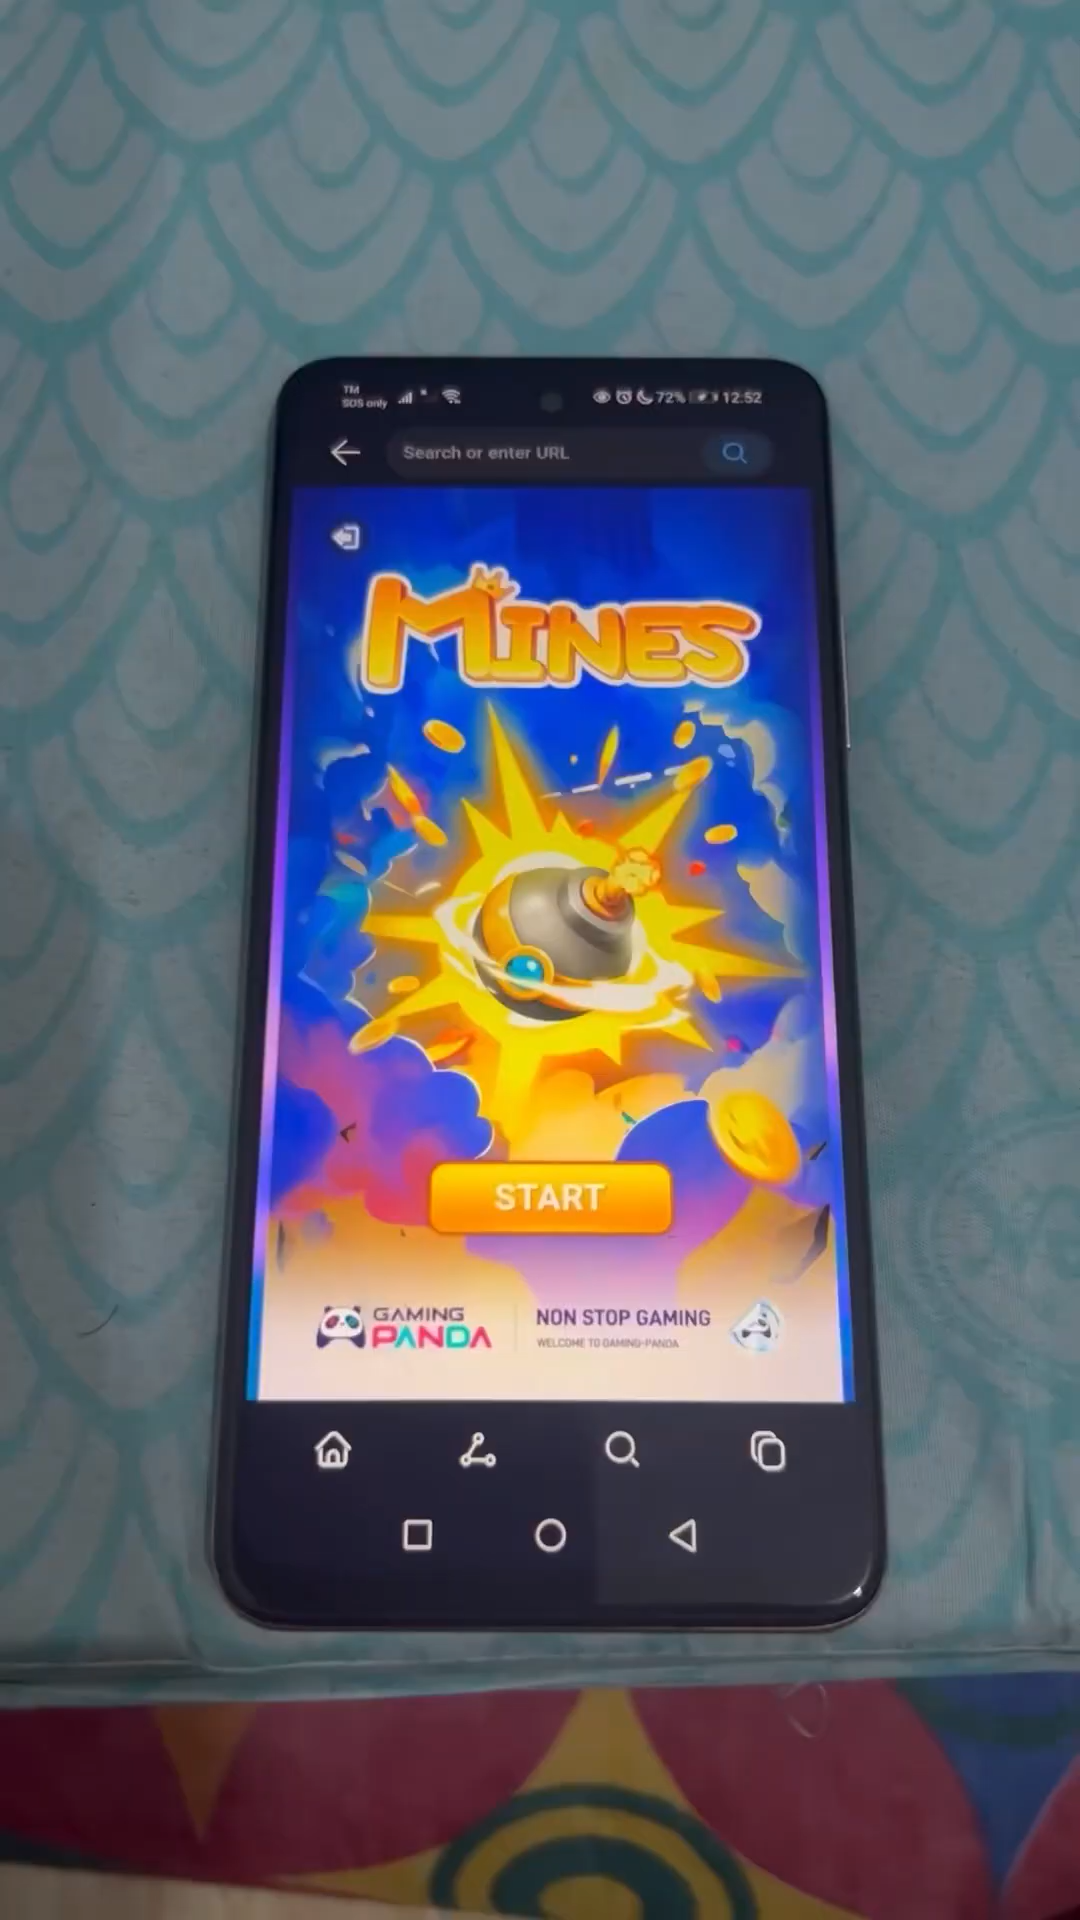 TM
SOS only
72%
12:52
Search or enter URL
MINES
START
GAMING
PANDA
NON STOP GAMING
WELCOME TO GAMING-PANDA